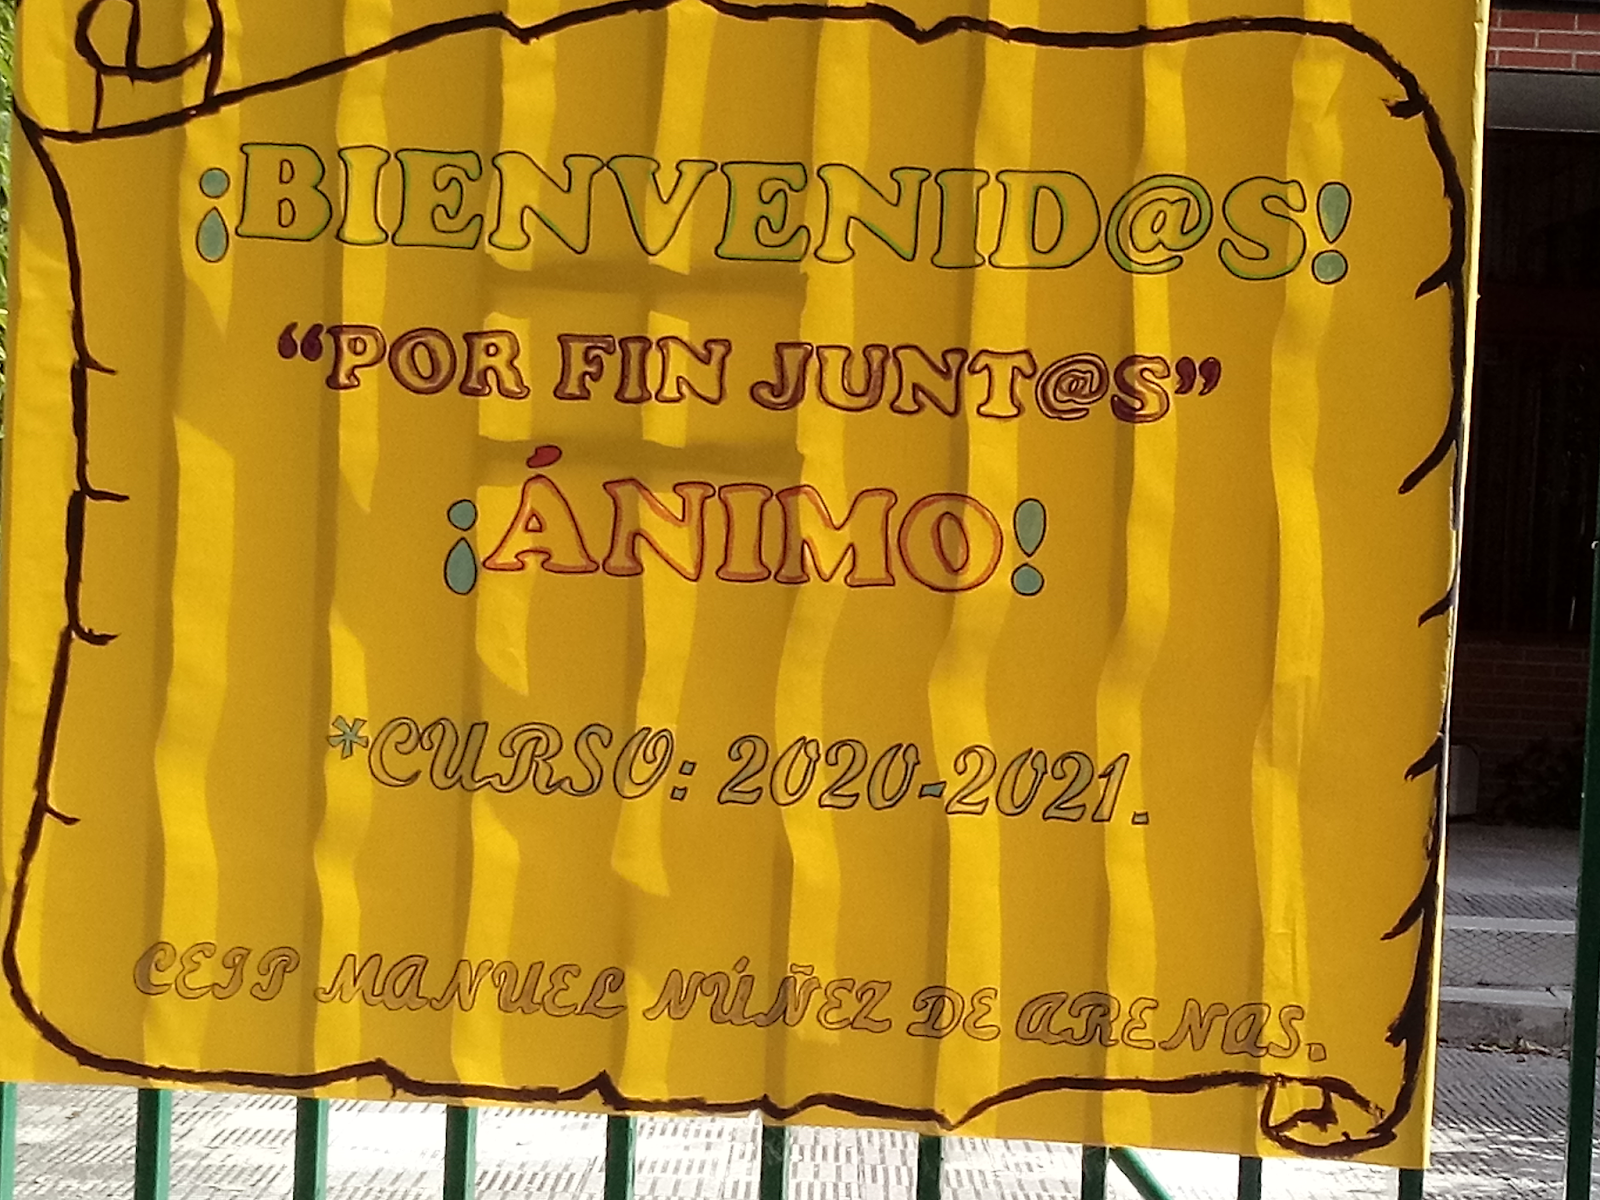 ¡BIENVENID@S!
“POR FIN JUNT@S”
¡ÁNIMO!
*CURSO: 2020-2021.
CEIP MANUEL NÚÑEZ DE ARENAS.